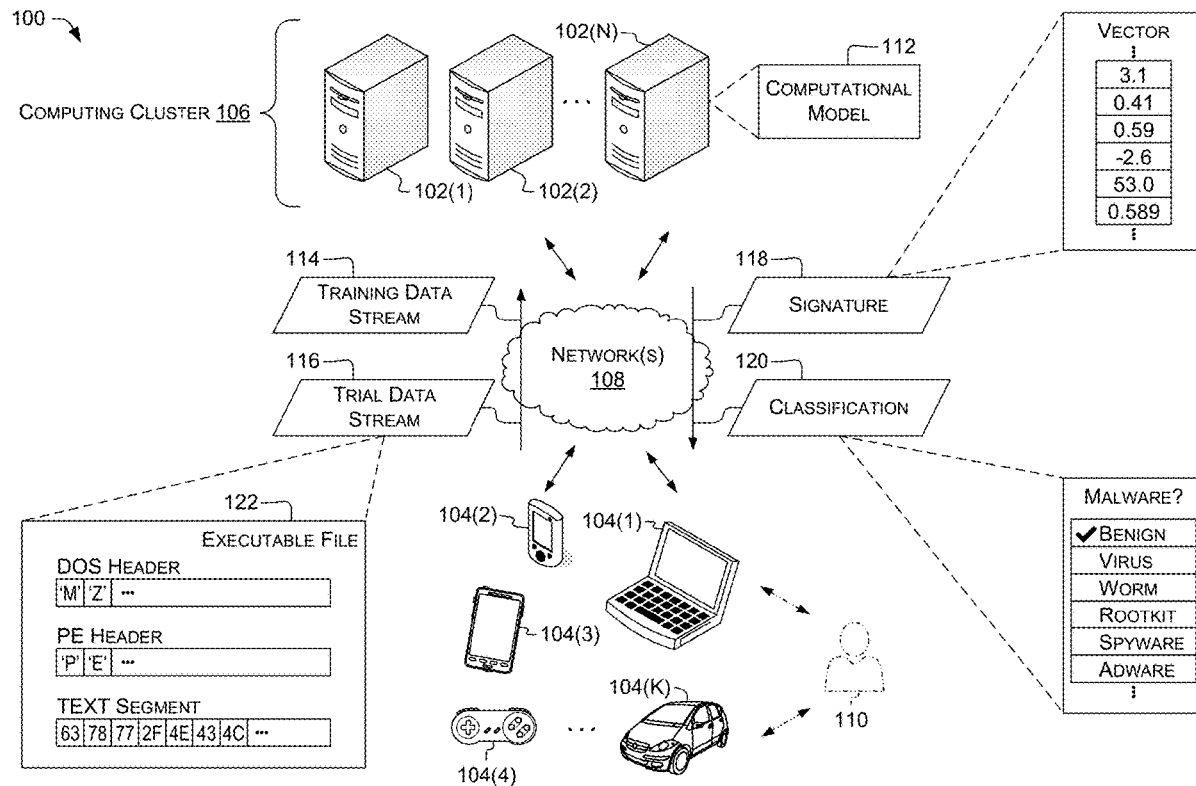 100
102(N)
112
COMPUTING CLUSTER 106
COMPUTATIONAL
MODEL
102(1)
102(2)
...
VECTOR
⋮
3.1
0.41
0.59
-2.6
53.0
0.589
⋮
114
TRAINING DATA
STREAM
118
SIGNATURE
NETWORK(S)
108
116
TRIAL DATA
STREAM
120
CLASSIFICATION
122
EXECUTABLE FILE
DOS HEADER
'M' 'Z' ...
PE HEADER
'P' 'E' ...
TEXT SEGMENT
63 78 77 2F 4E 43 4C ...
104(2)
104(1)
104(3)
104(K)
104(4)
...
110
MALWARE?
✓BENIGN
VIRUS
WORM
ROOTKIT
SPYWARE
ADWARE
⋮